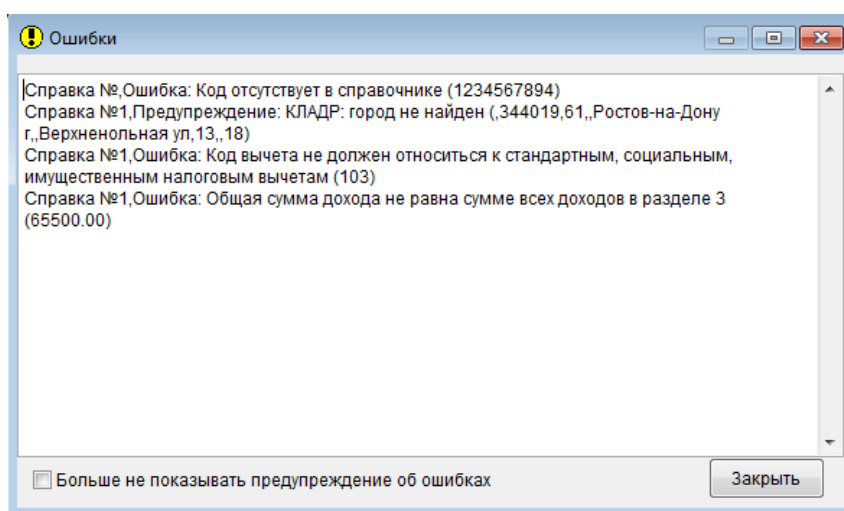 Ошибки
Справка №,Ошибка: Код отсутствует в справочнике (1234567894)
Справка №1,Предупреждение: КЛАДР: город не найден (,344019,61,,Ростов-на-Дону
г,,Верхненольная ул,13,,18)
Справка №1,Ошибка: Код вычета не должен относиться к стандартным, социальным,
имущественным налоговым вычетам (103)
Справка №1,Ошибка: Общая сумма дохода не равна сумме всех доходов в разделе 3
(65500.00)
Больше не показывать предупреждение об ошибках
Закрыть